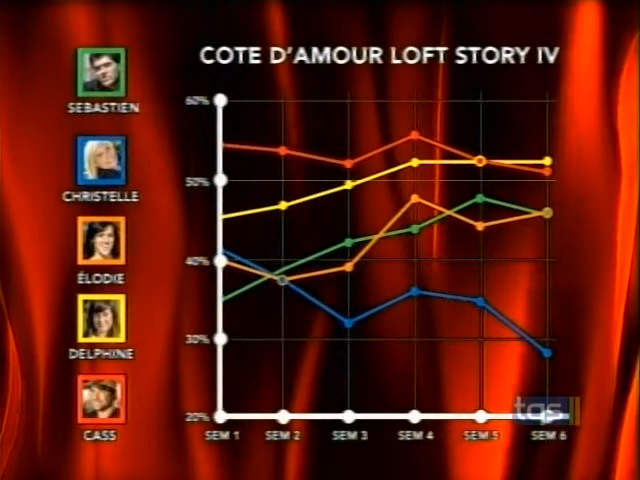 COTE D'AMOUR LOFT STORY IV
SEBASTIEN
CHRISTELLE
ÉLODIE
DELPHINE
CASS
60%
50%
40%
30%
20%
SEM 1 SEM 2 SEM 3 SEM 4 SEM 5 SEM 6
tqs